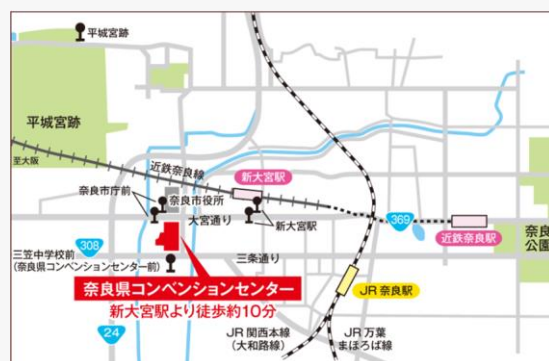 平城宮跡
平城宮跡
至大阪
近鉄奈良線
新大宮駅
奈良市庁前
奈良市役所
大宮通り
新大宮駅
369
近鉄奈良駅
奈良
公園
308
三笠中学校前
(奈良県コンベンションセンター前)
三条通り
奈良県コンベンションセンター
新大宮駅より徒歩約10分
JR 奈良駅
24
JR 関西本線
(大和路線)
JR 万葉
まほろば線